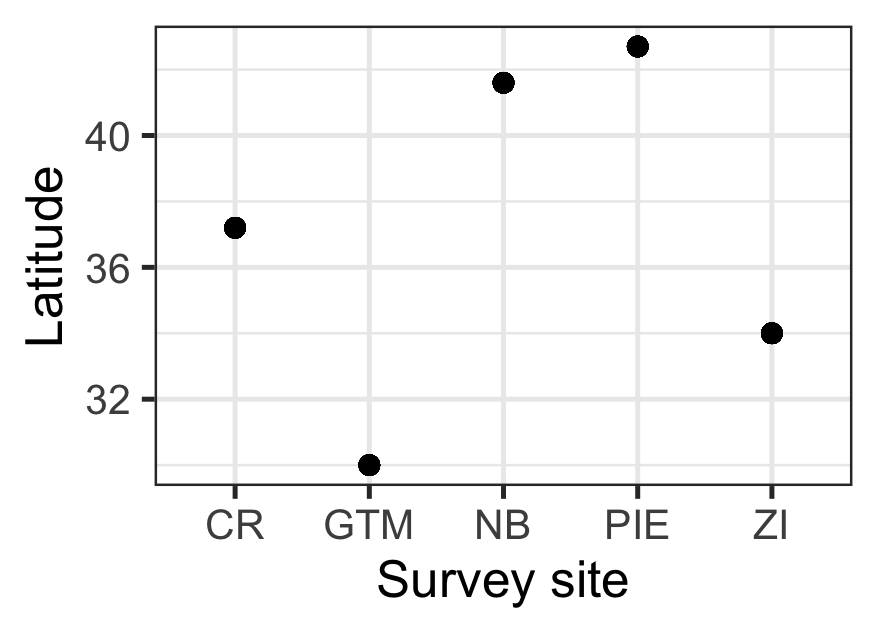 Latitude
40
36
32
CR GTM NB PIE ZI
Survey site